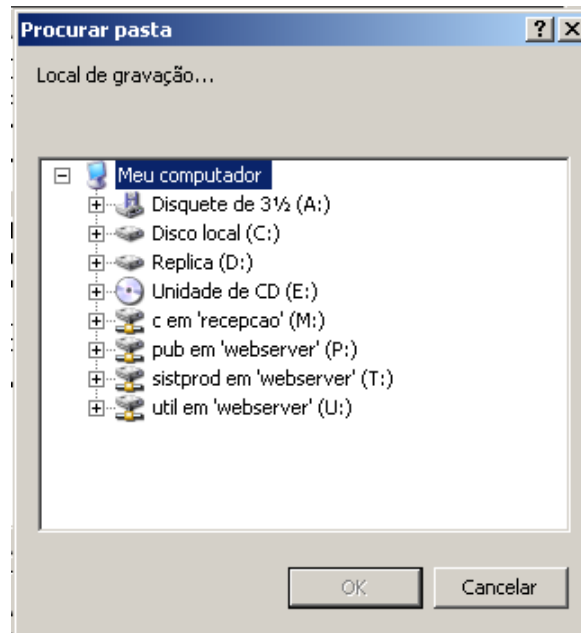 Procurar pasta
Local de gravação...
Meu computador
Disquete de 3½ (A:)
Disco local (C:)
Replica (D:)
Unidade de CD (E:)
c em 'recepcao' (M:)
pub em 'webserver' (P:)
sistprod em 'webserver' (T:)
util em 'webserver' (U:)
OK
Cancelar